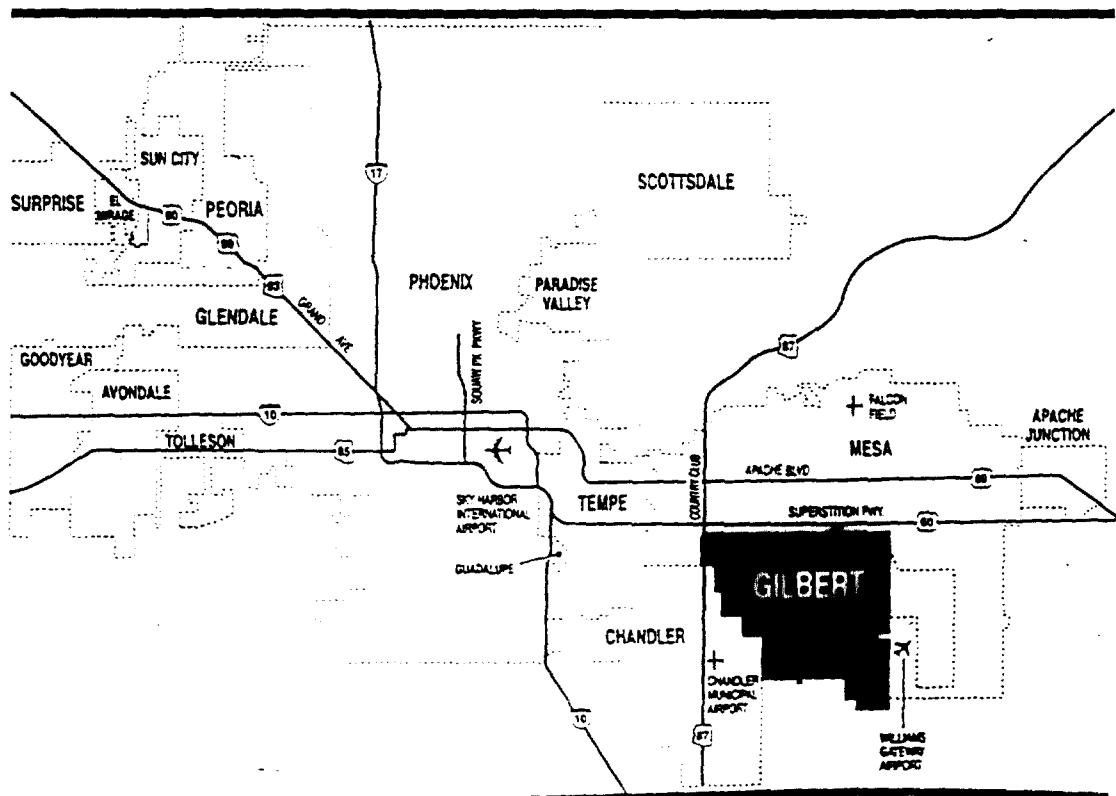 SUN CITY
17
SCOTTSDALE
SURPRISE
EL
MIRAGE
60
PEORIA
89
93
PHOENIX
PARADISE
VALLEY
GLENDALE
GRAND AVE
SQUAW PK PKWY
87
GOODYEAR
AVONDALE
10
FALCON
FIELD
APACHE
JUNCTION
TOLLESON
85
MESA
COUNTRY CLUB
APACHE BLVD
SKY HARBOR
INTERNATIONAL
AIRPORT
TEMPE
SUPERSTITION FWY.
60
GUADALUPE
GILBERT
CHANDLER
CHANDLER
MUNICIPAL
AIRPORT
10
87
WILLIAMS
GATEWAY
AIRPORT